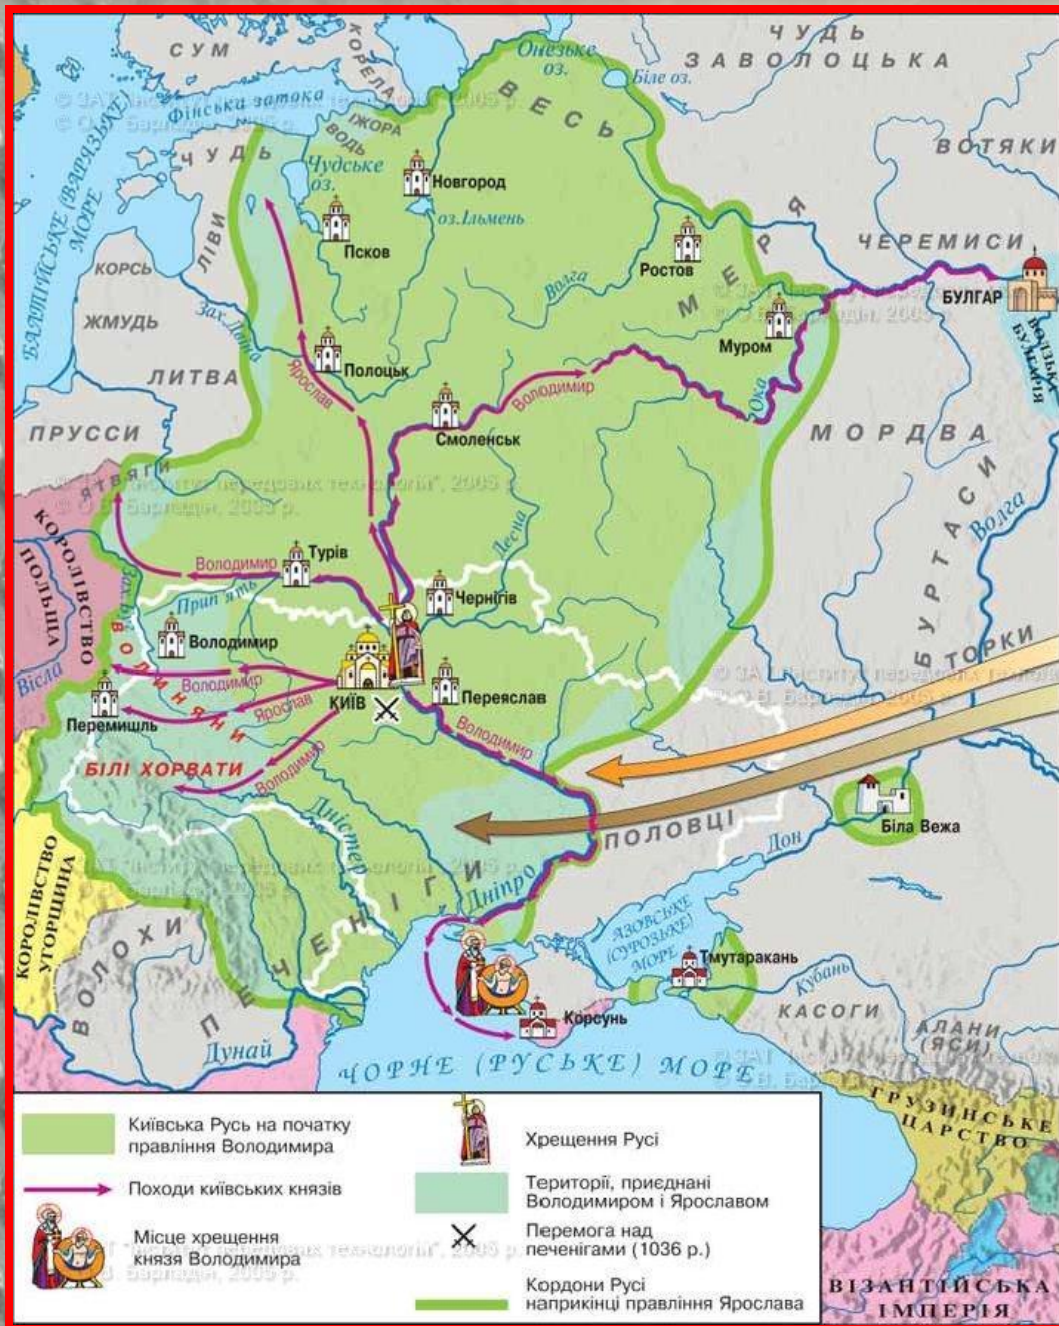 СУМ
КОРЕЛА
Онезьке
оз.
Біле оз.
ЧУДЬ
ЗАВОЛОЦЬКА
ВЕСЬ
Фінська затока
ІЖОРА
ВОДЬ
ЧУДЬ
Чудське
оз.
Новгород
оз.Ільмень
Псков
ВОТЯКИ
БАЛТІЙСЬКЕ (ВАРЯЗЬКЕ)
МОРЕ
ЛІВИ
КОРСЬ
ЖМУДЬ
Зах. Двіна
ЛИТВА
ПРУССИ
Ростов
Волга
МЕРЯ
ЧЕРЕМИСИ
БУЛГАР
ВОЛЗЬКА
БУЛГАРІЯ
Муром
Ока
Полоцьк
Ярослав
Володимир
Смоленськ
МОРДВА
ЯТВЯГИ
КОРОЛІВСТВО
ПОЛЬЩА
Вісла
Зах. Буг
Володимир
Турів
Прип'ять
Десна
Чернігів
Володимир
ВОЛИНЯНИ
Володимир
Ярослав
КИЇВ
Переяслав
Володимир
Перемишль
БІЛІ ХОРВАТИ
Володимир
БУРТАСИ
Волга
ТОРКИ
Дністер
Дніпро
ПОЛОВЦІ
Дон
Біла Вежа
КОРОЛІВСТВО
УГОРЩИНА
ВОЛОХИ
ПЕЧЕНІГИ
Дунай
АЗОВСЬКЕ
(СУРОЗЬКЕ)
МОРЕ
Тмутаракань
Кубань
Корсунь
КАСОГИ
АЛАНИ
(ЯСИ)
ЧОРНЕ (РУСЬКЕ) МОРЕ
ГРУЗИНСЬКЕ
ЦАРСТВО
ВІЗАНТІЙСЬКА
ІМПЕРІЯ
Київська Русь на початку
правління Володимира
Походи київських князів
Місце хрещення
князя Володимира
Хрещення Русі
Території, приєднані
Володимиром і Ярославом
Перемога над
печенігами (1036 р.)
Кордони Русі
наприкінці правління Ярослава